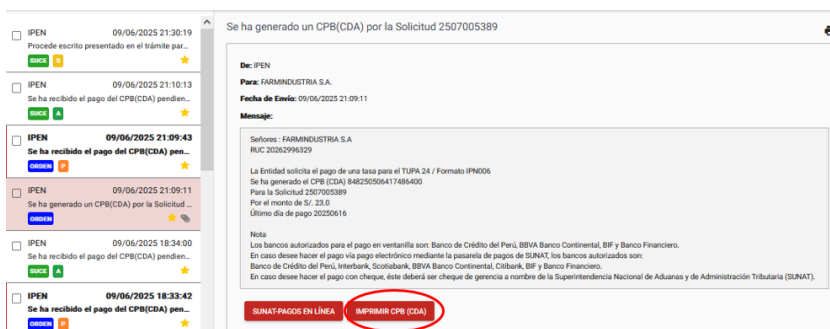 IPEN 09/06/2025 21:30:19
Procede escrito presentado en el trámite par...
SUCE S
IPEN 09/06/2025 21:10:13
Se ha recibido el pago del CPB(CDA) pendien...
SUCE A
IPEN 09/06/2025 21:09:43
Se ha recibido el pago del CPB(CDA) pen...
ORDEN P
IPEN 09/06/2025 21:09:11
Se ha generado un CPB(CDA) por la Solicitud ...
ORDEN
IPEN 09/06/2025 18:34:00
Se ha recibido el pago del CPB(CDA) pendien...
SUCE A
IPEN 09/06/2025 18:33:42
Se ha recibido el pago del CPB(CDA) pen...
ORDEN P
Se ha generado un CPB(CDA) por la Solicitud 2507005389
De: IPEN
Para: FARMINDUSTRIA S.A.
Fecha de Envío: 09/06/2025 21:09:11
Mensaje:
Señores : FARMINDUSTRIA S.A
RUC 20262996329
La Entidad solicita el pago de una tasa para el TUPA 24 / Formato IPN006
Se ha generado el CPB (CDA) 848250506417486400
Para la Solicitud 2507005389
Por el monto de S/. 23.0
Último día de pago 20250616
Nota
Los bancos autorizados para el pago en ventanilla son: Banco de Crédito del Perú, BBVA Banco Continental, BIF y Banco Financiero.
En caso desee hacer el pago vía pago electrónico mediante la pasarela de pagos de SUNAT, los bancos autorizados son:
Banco de Crédito del Perú, Interbank, Scotiabank, BBVA Banco Continental, Citibank, BIF y Banco Financiero.
En caso desee hacer el pago con cheque, éste deberá ser cheque de gerencia a nombre de la Superintendencia Nacional de Aduanas y de Administración Tributaria (SUNAT).
SUNAT-PAGOS EN LÍNEA IMPRIMIR CPB (CDA)